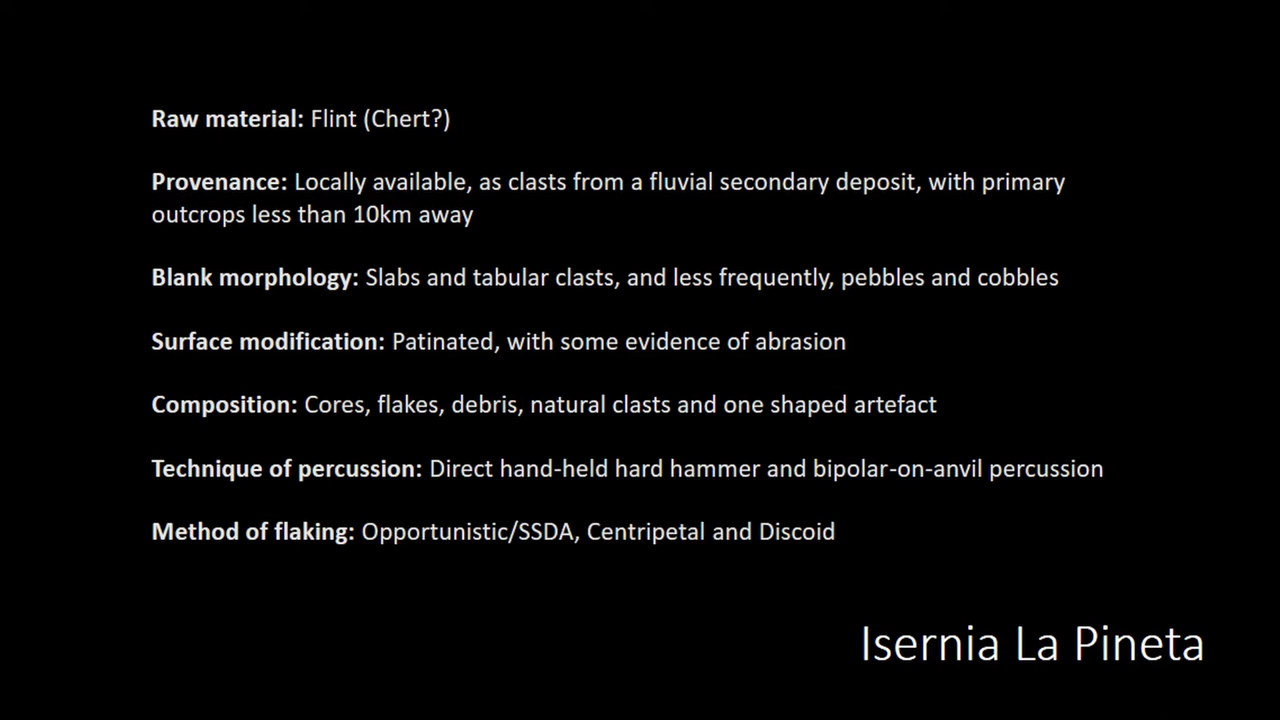 Raw material: Flint (Chert?)
Provenance: Locally available, as clasts from a fluvial secondary deposit, with primary
outcrops less than 10km away
Blank morphology: Slabs and tabular clasts, and less frequently, pebbles and cobbles
Surface modification: Patinated, with some evidence of abrasion
Composition: Cores, flakes, debris, natural clasts and one shaped artefact
Technique of percussion: Direct hand-held hard hammer and bipolar-on-anvil percussion
Method of flaking: Opportunistic/SSDA, Centripetal and Discoid
Isernia La Pineta